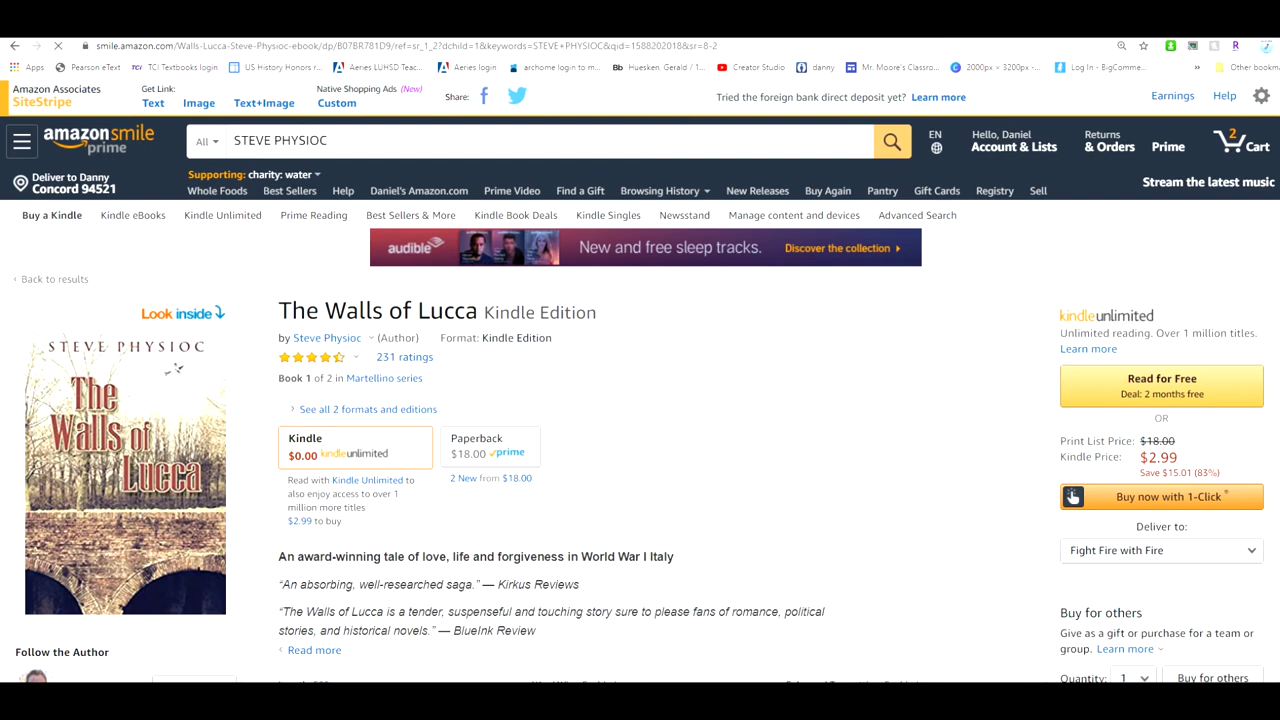 smile.amazon.com/Walls-Lucca-Steve-Physioc-ebook/dp/B07BR781D9/ref=sr_1_2?dchild=1&keywords=STEVE+PHYSIOC&qid=1588202018&sr=8-2
Apps Pearson eText TCi TCI Textbooks login US History Honors r... Aeries LUHSD Teac... Aeries login archome login to m... Bb Huesken, Gerald / 1... Creator Studio danny Mr. Moore's Classro... 2000px × 3200px -... Log In - BigComme... » Other bookm
Amazon Associates
SiteStripe
Get Link:
Text Image Text+Image
Native Shopping Ads (New)
Custom
Share:
Tried the foreign bank direct deposit yet? Learn more
Earnings Help
amazonsmile
prime
All STEVE PHYSIOC
EN
Hello, Daniel
Account & Lists
Returns
& Orders
Prime
2
Cart
Deliver to Danny
Concord 94521
Supporting: charity: water
Whole Foods Best Sellers Help Daniel's Amazon.com Prime Video Find a Gift Browsing History New Releases Buy Again Pantry Gift Cards Registry Sell
Stream the latest music
Buy a Kindle Kindle eBooks Kindle Unlimited Prime Reading Best Sellers & More Kindle Book Deals Kindle Singles Newsstand Manage content and devices Advanced Search
audible New and free sleep tracks. Discover the collection
‹ Back to results
Look inside
STEVE PHYSIOC
The
Walls of
Lucca
Follow the Author
The Walls of Lucca Kindle Edition
by Steve Physioc (Author) Format: Kindle Edition
231 ratings
Book 1 of 2 in Martellino series
› See all 2 formats and editions
Kindle
$0.00 kindleunlimited
Paperback
$18.00 prime
Read with Kindle Unlimited to
also enjoy access to over 1
million more titles
$2.99 to buy
2 New from $18.00
An award-winning tale of love, life and forgiveness in World War I Italy
“An absorbing, well-researched saga.” — Kirkus Reviews
“The Walls of Lucca is a tender, suspenseful and touching story sure to please fans of romance, political
stories, and historical novels.” — BlueInk Review
‹ Read more
kindleunlimited
Unlimited reading. Over 1 million titles.
Learn more
Read for Free
Deal: 2 months free
OR
Print List Price: $18.00
Kindle Price: $2.99
Save $15.01 (83%)
Buy now with 1-Click ®
Deliver to:
Fight Fire with Fire
Buy for others
Give as a gift or purchase for a team or
group. Learn more
Quantity: 1 Buy for others